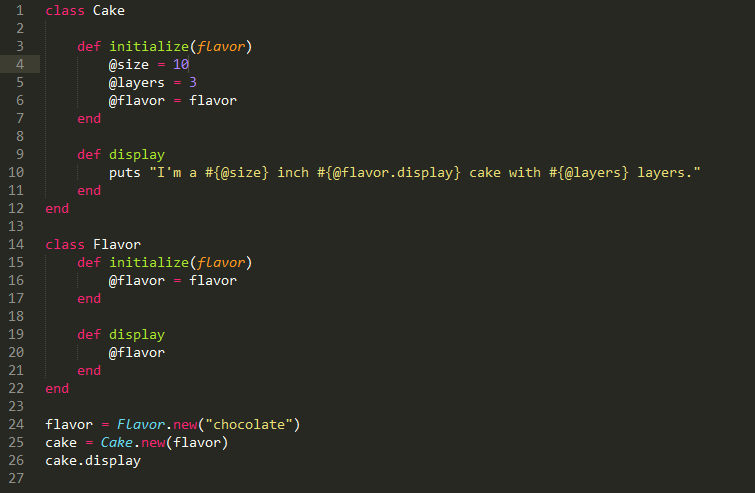 1 class Cake
2
3     def initialize(flavor)
4         @size = 10
5         @layers = 3
6         @flavor = flavor
7     end
8
9     def display
10         puts "I'm a #{@size} inch #{@flavor.display} cake with #{@layers} layers."
11     end
12 end
13
14 class Flavor
15     def initialize(flavor)
16         @flavor = flavor
17     end
18
19     def display
20         @flavor
21     end
22 end
23
24 flavor = Flavor.new("chocolate")
25 cake = Cake.new(flavor)
26 cake.display
27